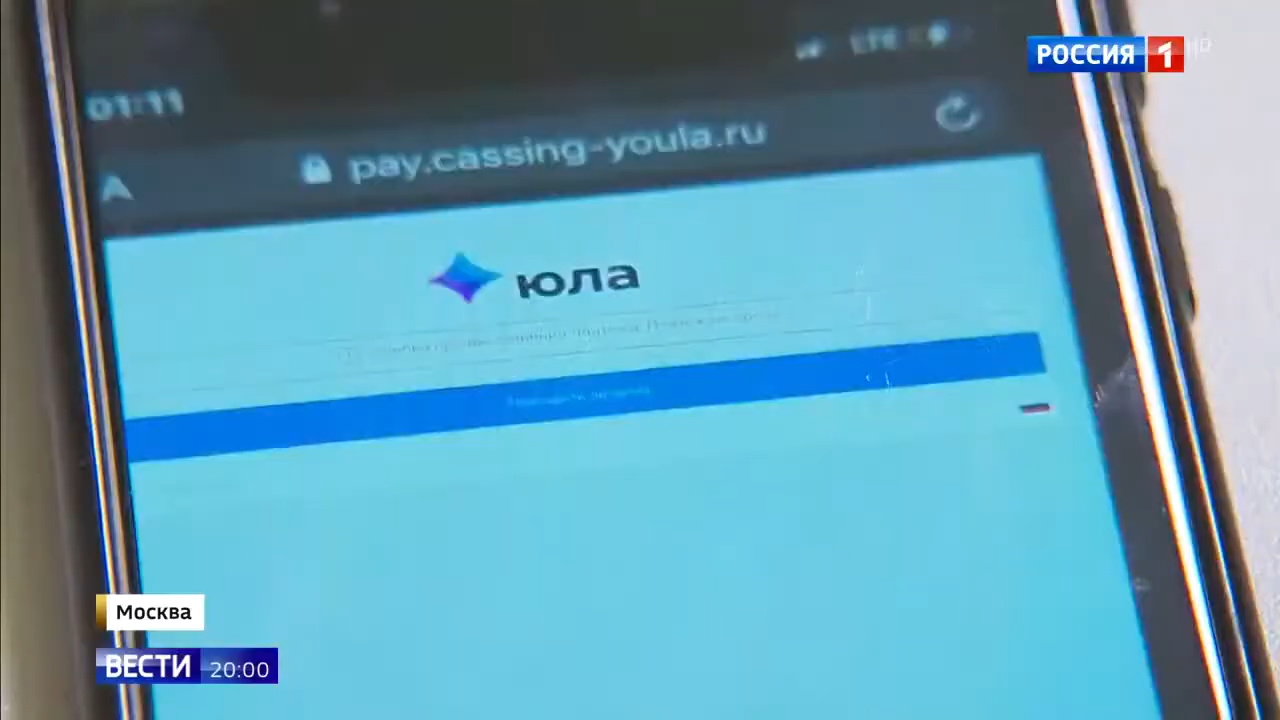 РОССИЯ 1 HD
01:11
LTE
A
pay.cassing-youla.ru
юла
Москва
ВЕСТИ 20:00